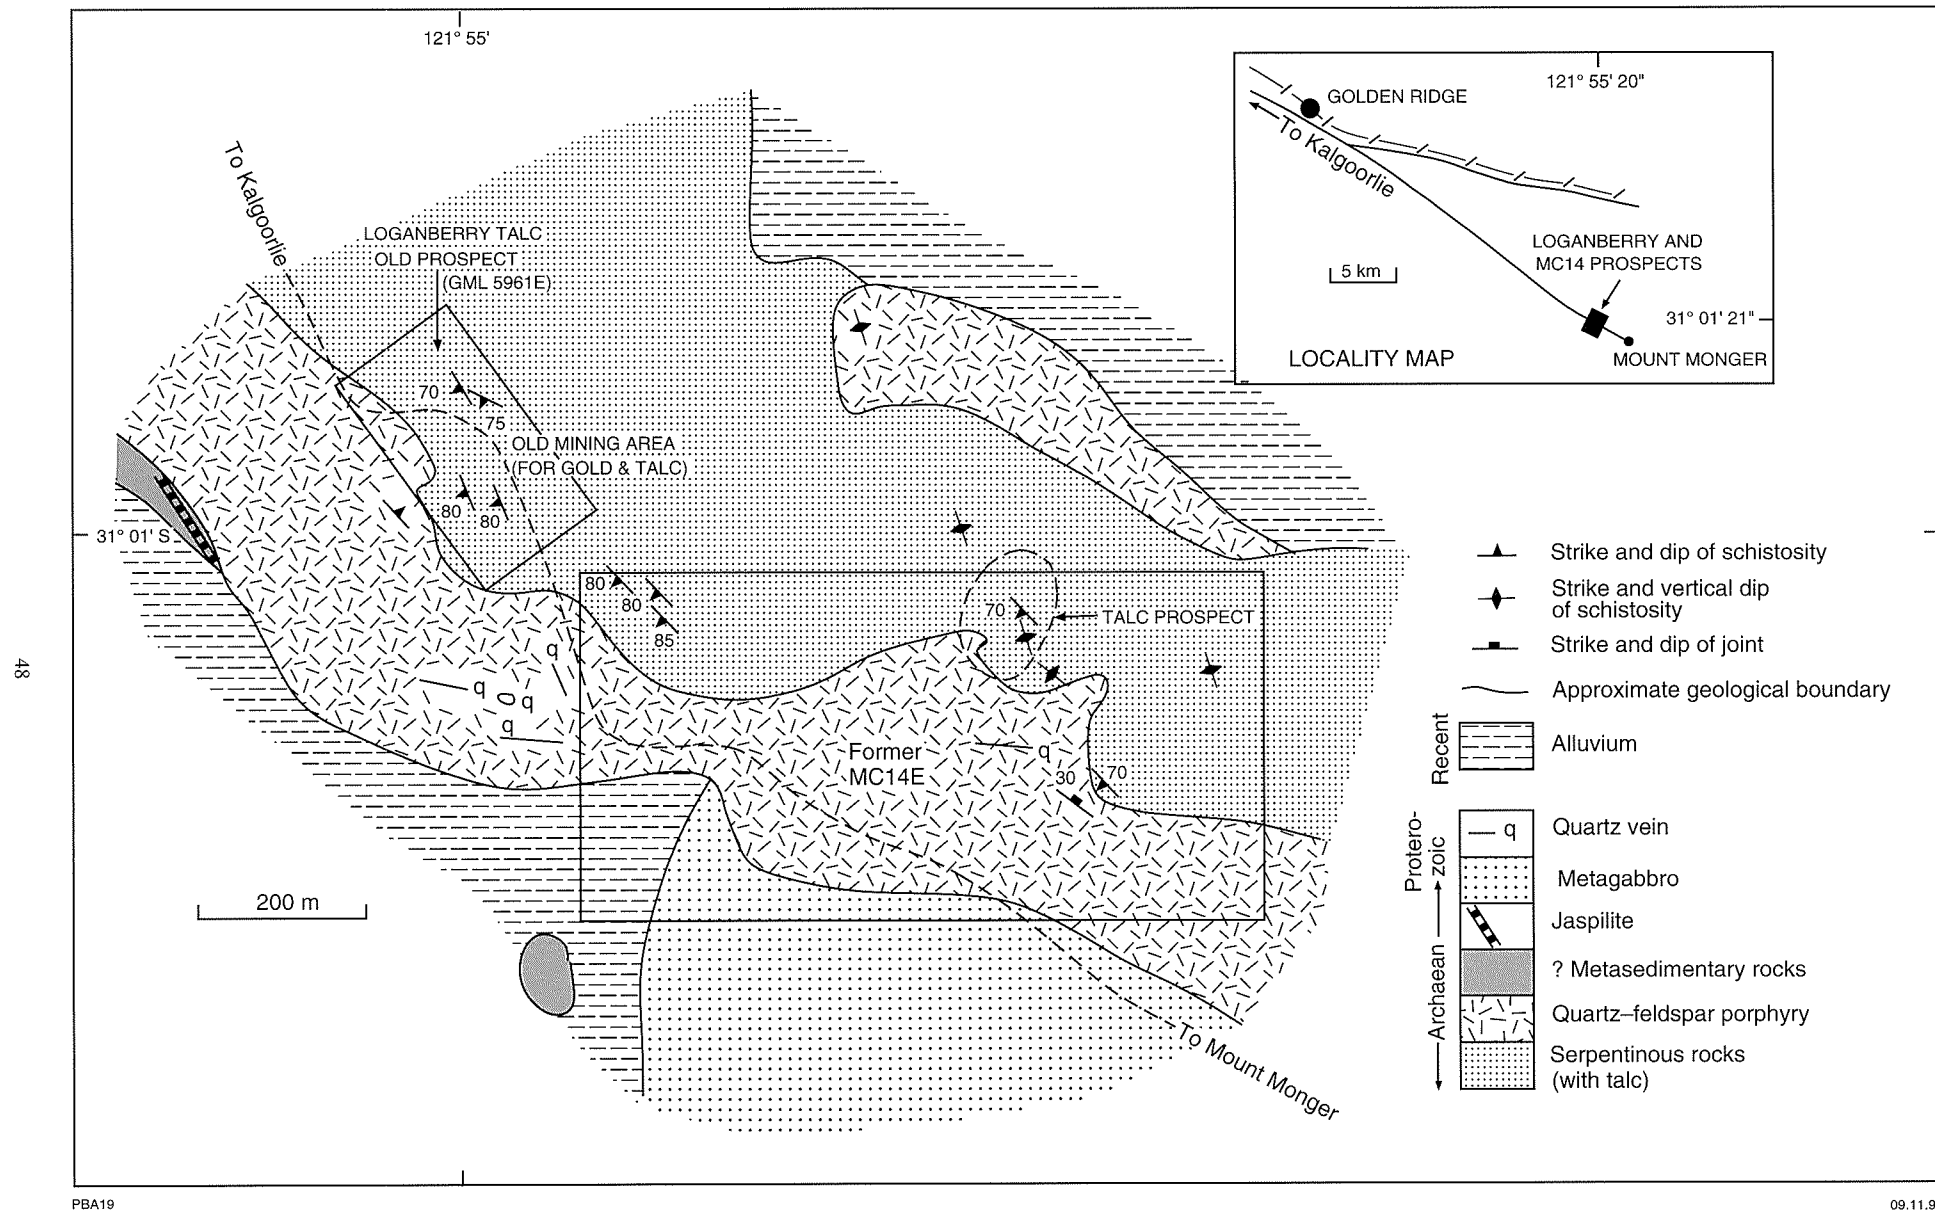 121° 55'
121° 55' 20"
GOLDEN RIDGE
To Kalgoorlie
LOGANBERRY AND
MC14 PROSPECTS
5 km
31° 01' 21"
LOCALITY MAP
MOUNT MONGER
To Kalgoorlie
LOGANBERRY TALC
OLD PROSPECT
(GML 5961E)
70
75
OLD MINING AREA
(FOR GOLD & TALC)
80
80
31° 01' S
80
80
85
70
TALC PROSPECT
q
q
q
q
Former
MC14E
q
30
70
200 m
To Mount Monger
Strike and dip of schistosity
Strike and vertical dip
of schistosity
Strike and dip of joint
Approximate geological boundary
Recent
Alluvium
Protero-
zoic
Archaean
q
Quartz vein
Metagabbro
Jaspilite
? Metasedimentary rocks
Quartz–feldspar porphyry
Serpentinous rocks
(with talc)
48
PBA19
09.11.9